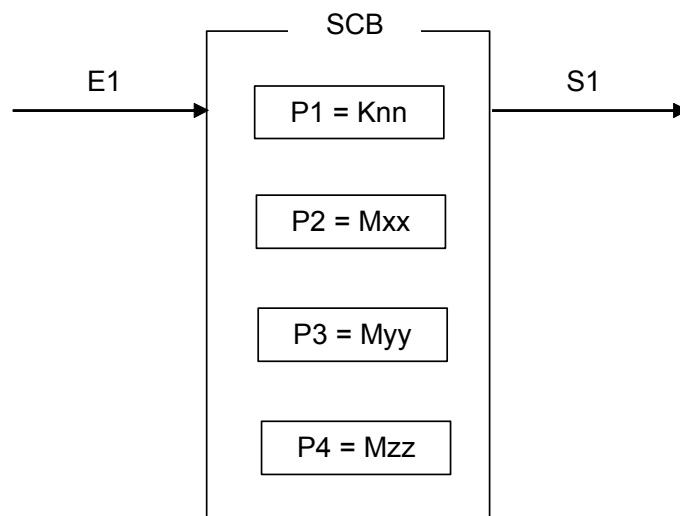 SCB
E1
S1
P1 = Knn
P2 = Mxx
P3 = Myy
P4 = Mzz